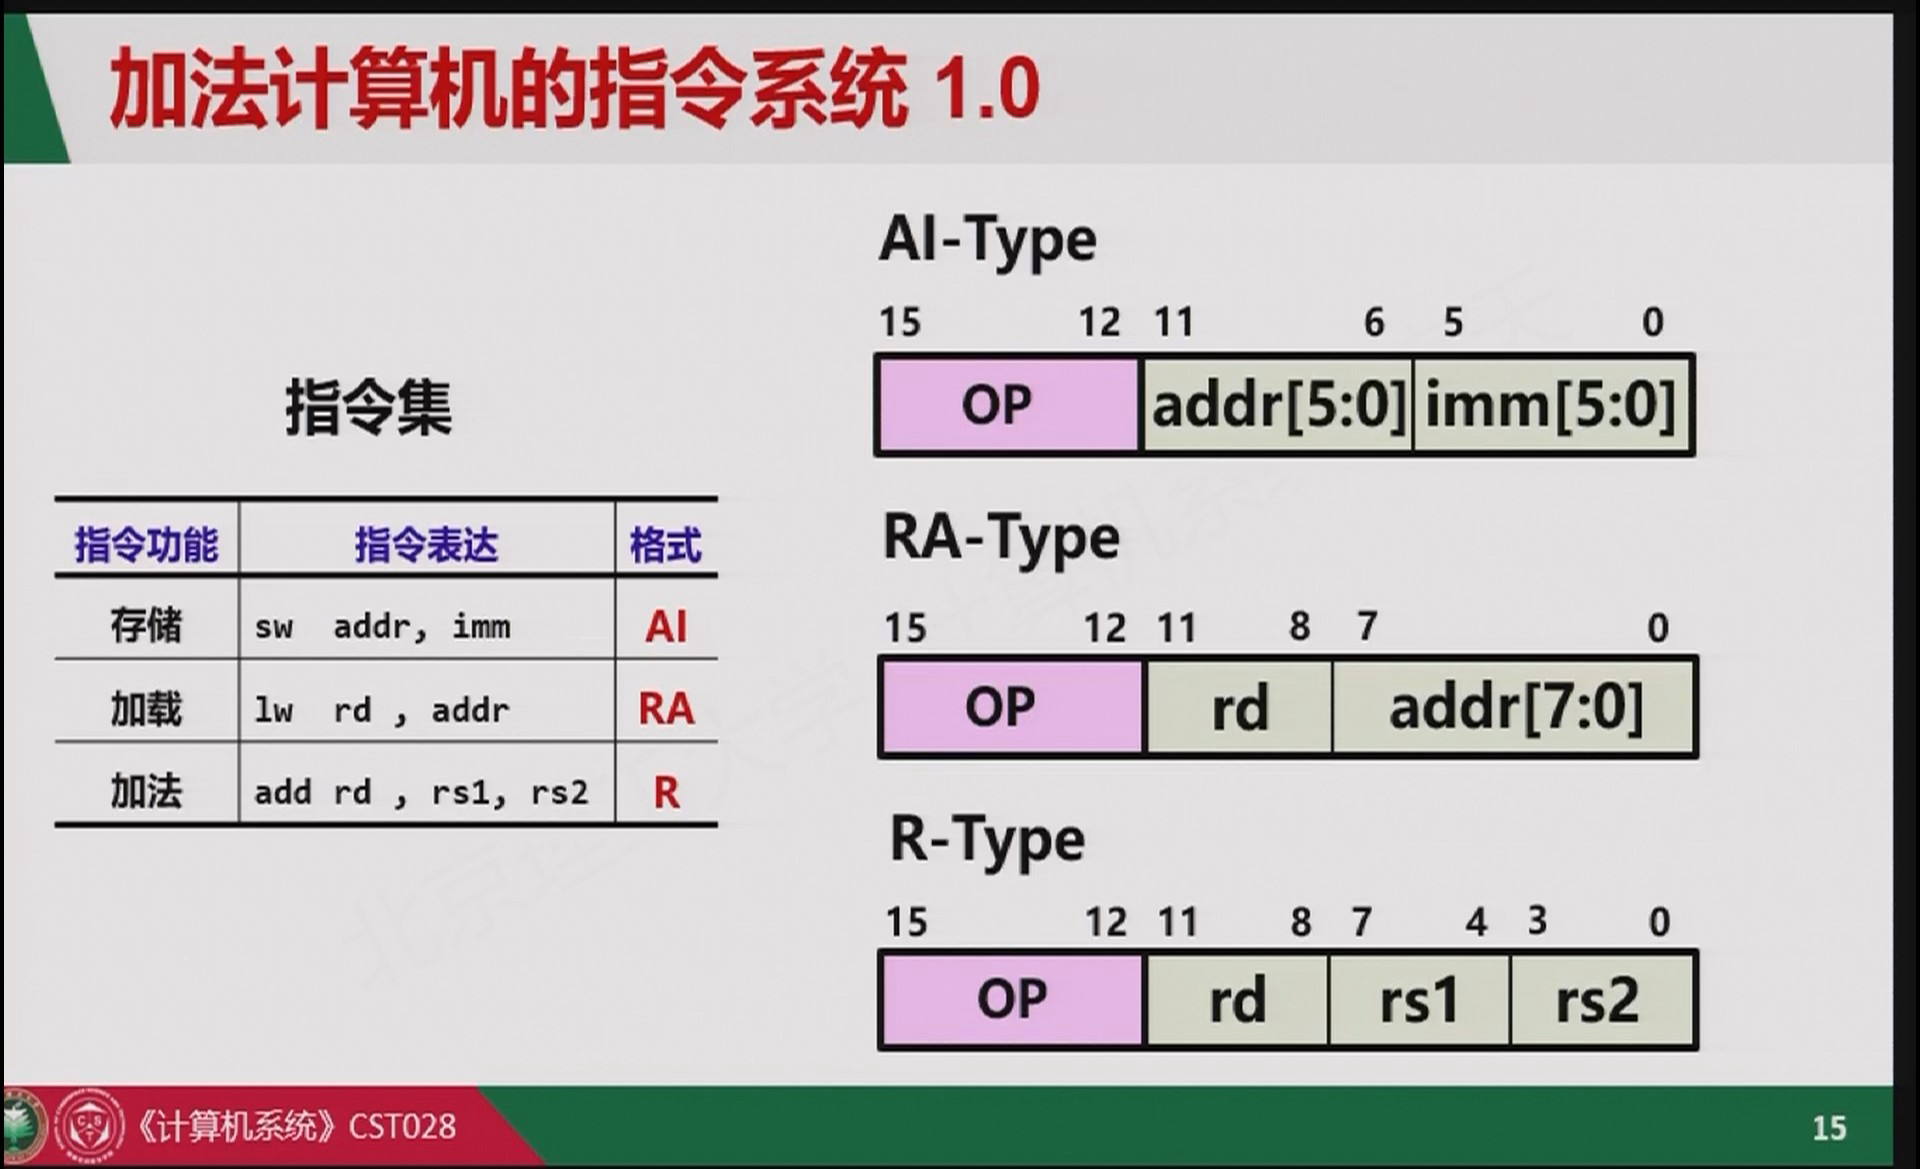 加法计算机的指令系统 1.0
指令集
指令功能 指令表达 格式
存储 sw addr, imm AI
加载 lw rd , addr RA
加法 add rd , rs1, rs2 R
AI-Type
15 12 11 6 5 0
OP addr[5:0] imm[5:0]
RA-Type
15 12 11 8 7 0
OP rd addr[7:0]
R-Type
15 12 11 8 7 4 3 0
OP rd rs1 rs2
《计算机系统》CST028
15